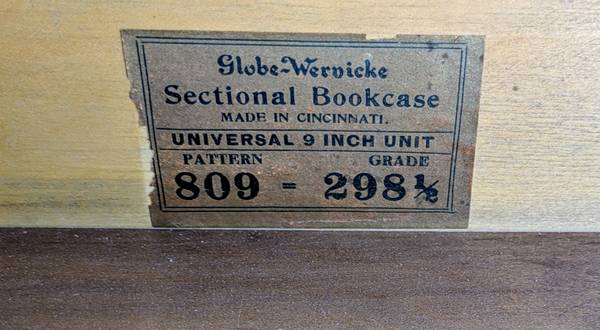 Globe-Wernicke
Sectional Bookcase
MADE IN CINCINNATI.
UNIVERSAL 9 INCH UNIT
PATTERN GRADE
809 = 298½